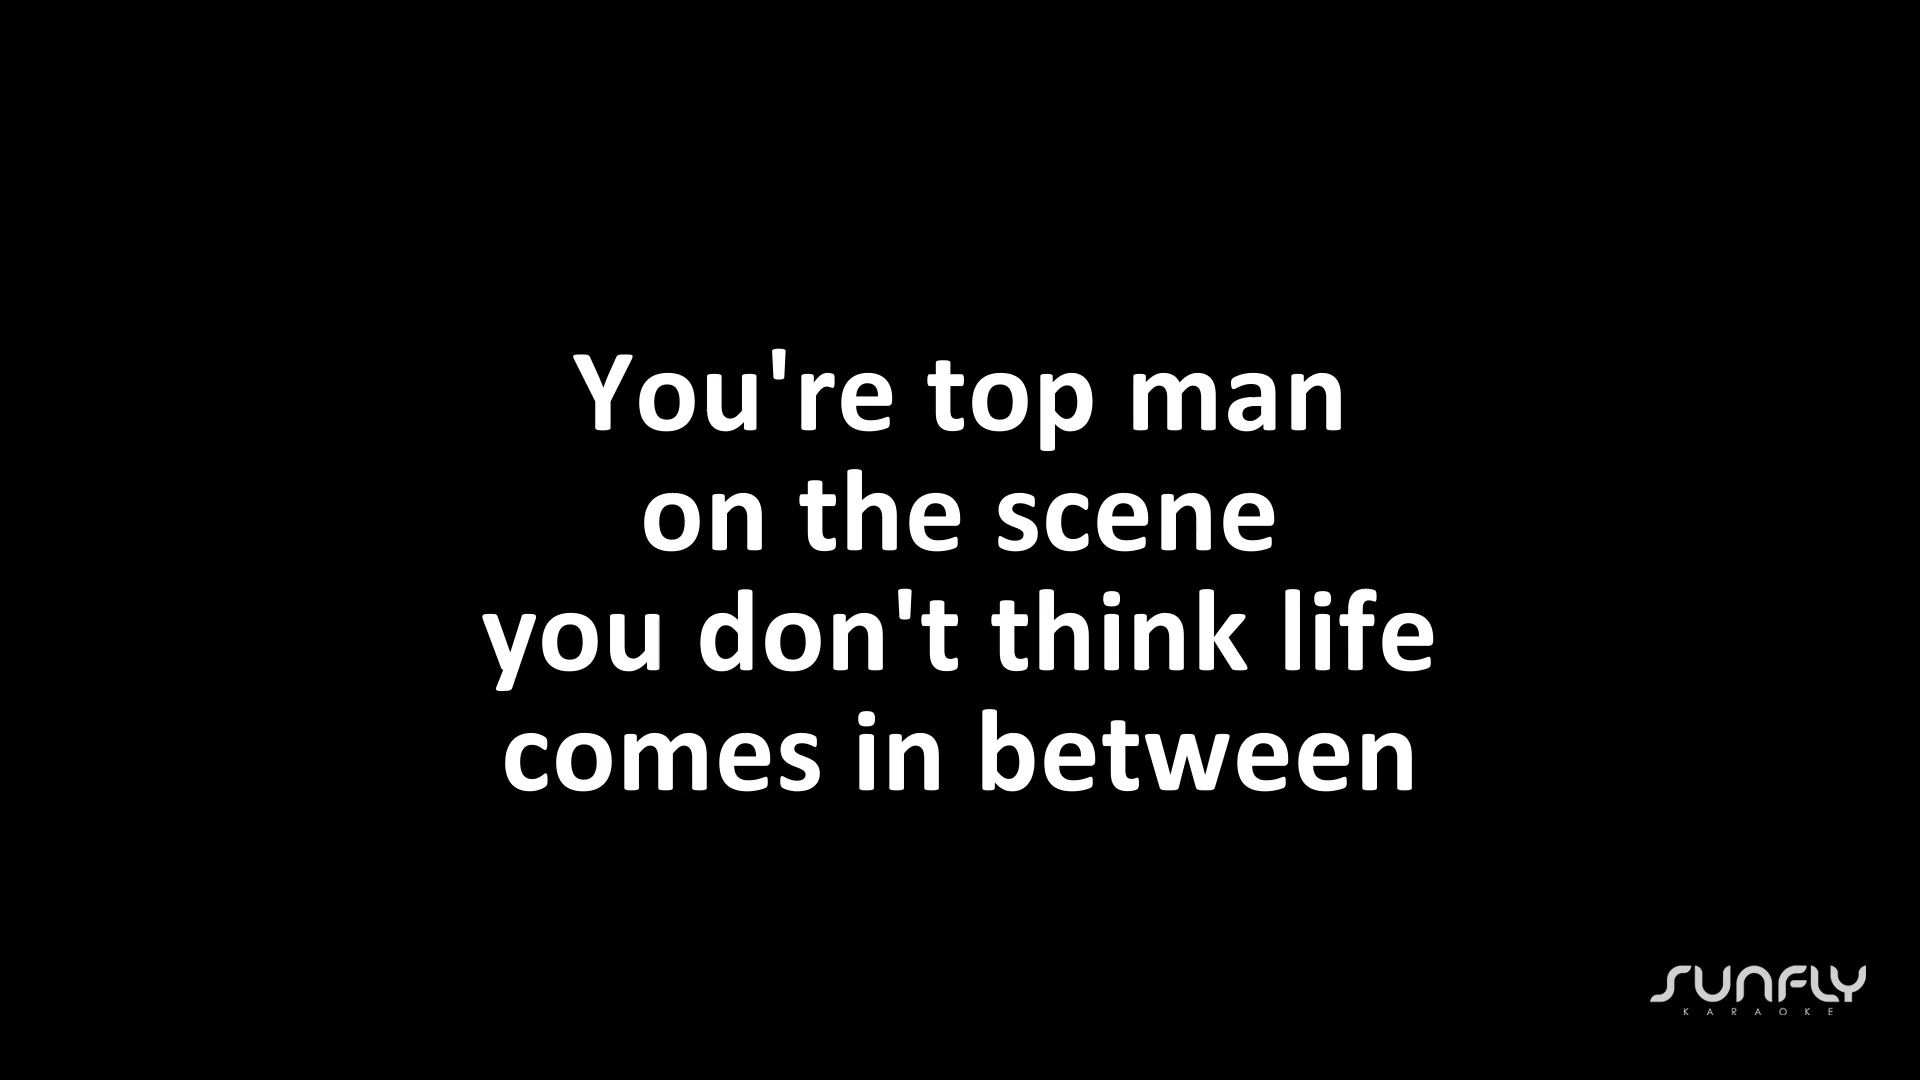 You're top man
on the scene
you don't think life
comes in between
SUNFLY
KARAOKE